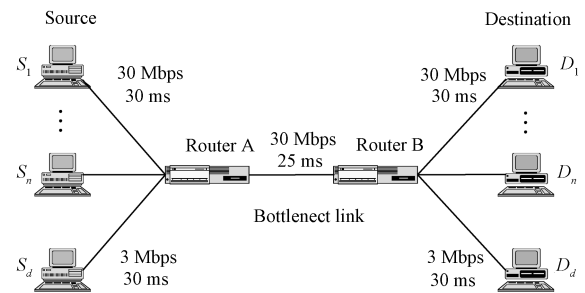 Source
Destination
S1
30 Mbps
30 ms
30 Mbps
30 ms
D1
Router A
30 Mbps
25 ms
Router B
Sn
Dn
Bottlenect link
Sd
3 Mbps
30 ms
3 Mbps
30 ms
Dd